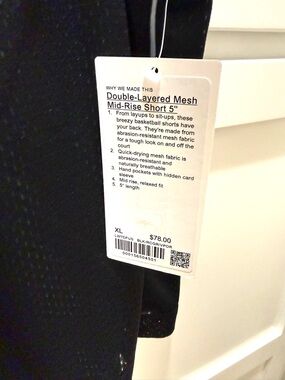 WHY WE MADE THIS
Double-Layered Mesh
Mid-Rise Short 5"
1. From layups to sit-ups, these
breezy basketball shorts have
your back. They're made from
abrasion-resistant mesh fabric
for a tough look on and off the
court
2. Quick-drying mesh fabric is
abrasion-resistant and
naturally breathable
3. Hand pockets with hidden card
sleeve
4. Mid rise, relaxed fit
5. 5" length
XL
$78.00